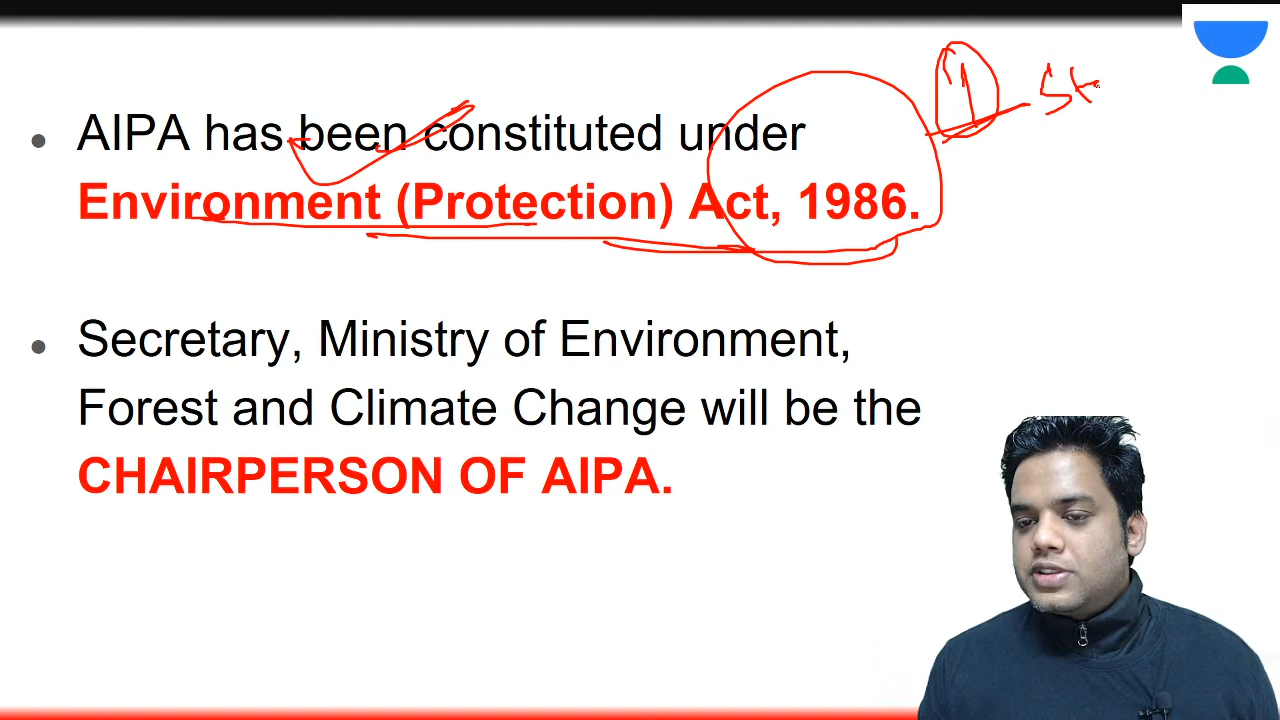 AIPA has been constituted under
Environment (Protection) Act, 1986.
Secretary, Ministry of Environment,
Forest and Climate Change will be the
CHAIRPERSON OF AIPA.